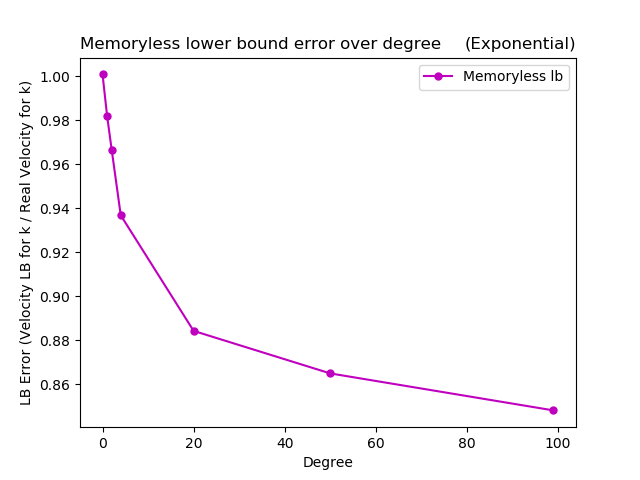 Memoryless lower bound error over degree (Exponential)
Memoryless lb
LB Error (Velocity LB for k / Real Velocity for k)
1.00
0.98
0.96
0.94
0.92
0.90
0.88
0.86
0 20 40 60 80 100
Degree